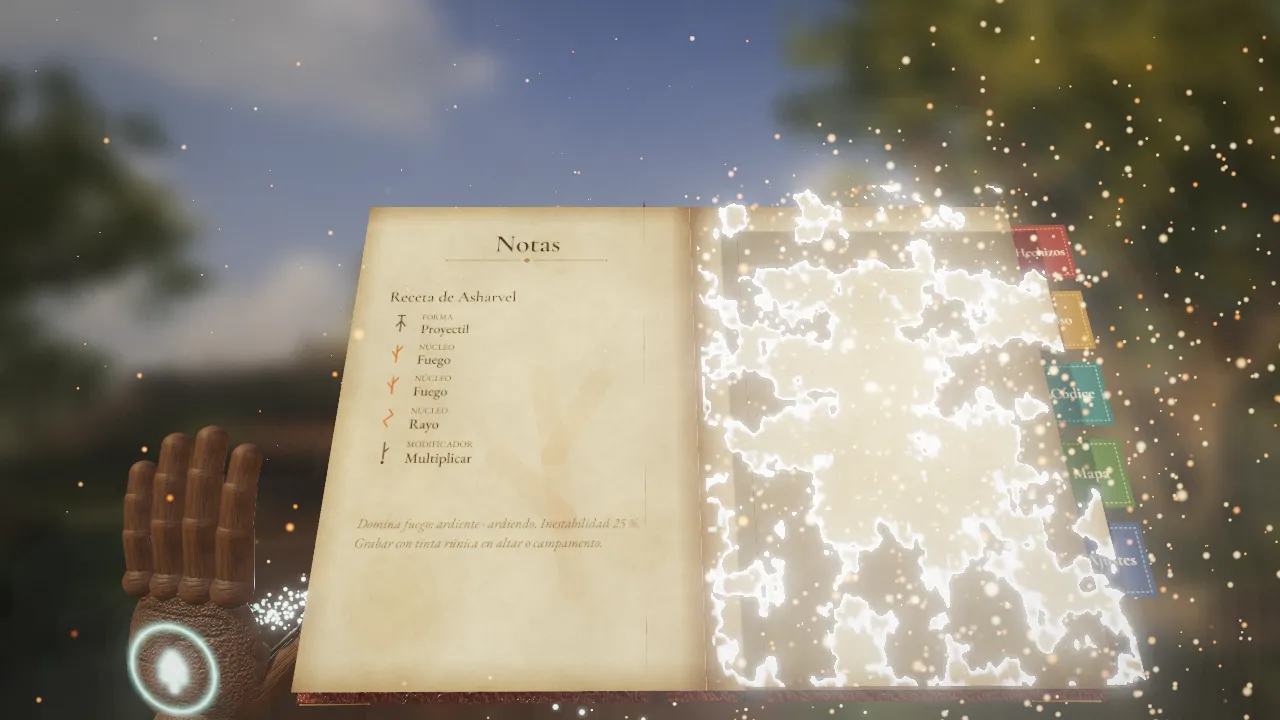 Notas
Receta de Asharvel
FORMA
Proyectil
NÚCLEO
Fuego
NÚCLEO
Fuego
NÚCLEO
Rayo
MODIFICADOR
Multiplicar
Domina fuego: ardiente · ardiendo. Inestabilidad 25 %.
Grabar con tinta rúnica en altar o campamento.
Hechizos
Códice
Mapa